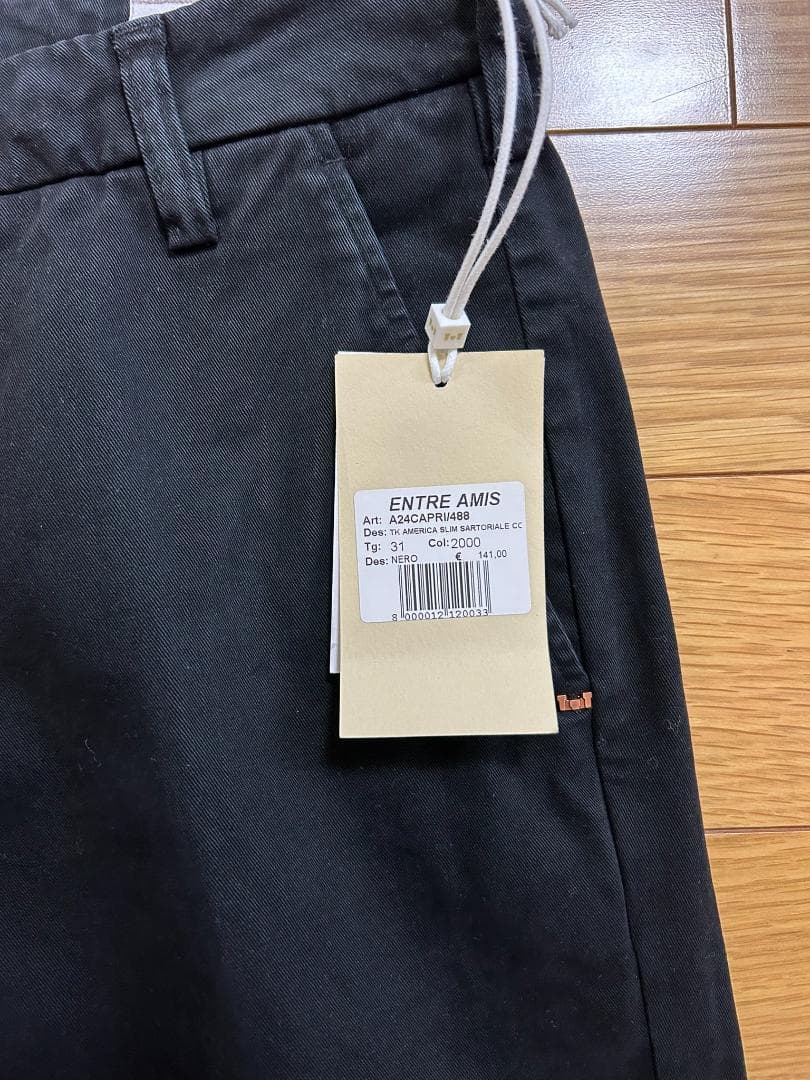 ENTRE AMIS
Art: A24CAPRI/488
Des: TK AMERICA SLIM SARTORIALE CO
Tg: 31 Col: 2000
Des: NERO € 141,00
8 000012 120033